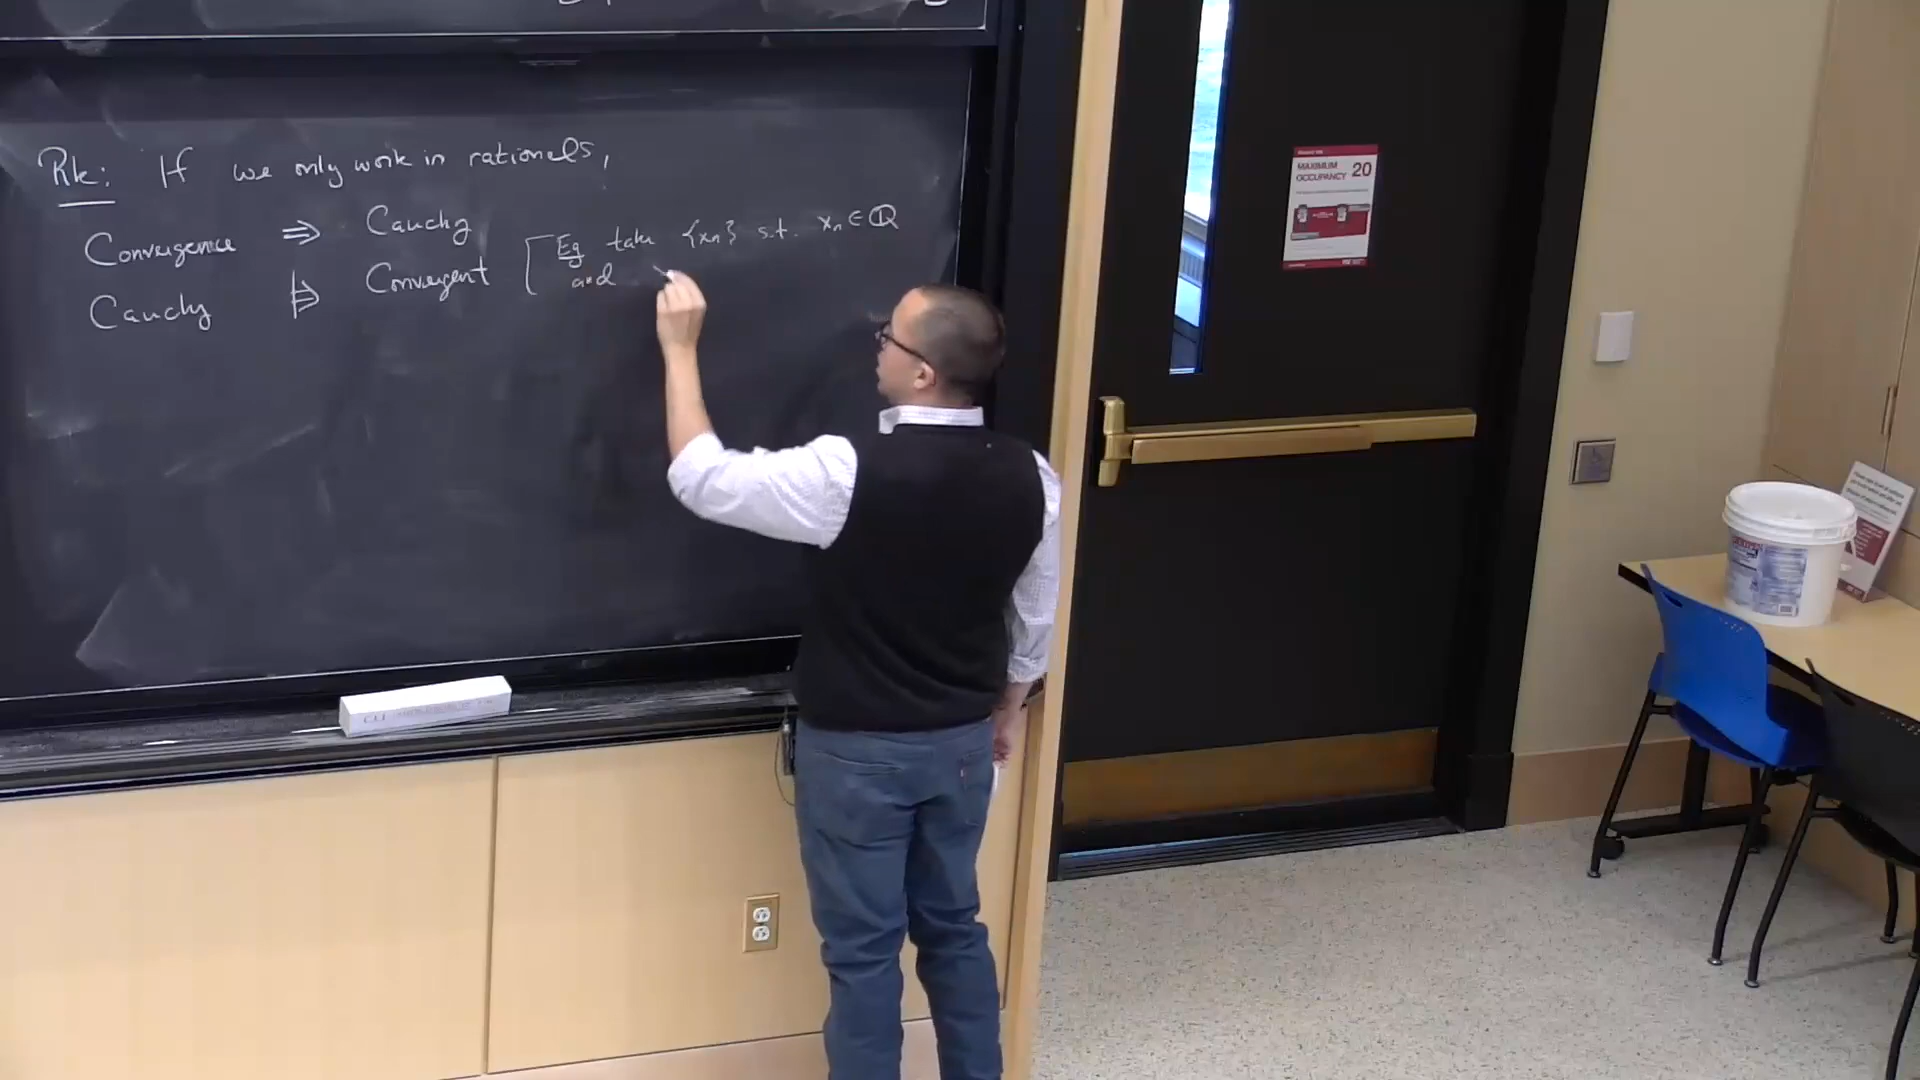 Rk: If we only work in rationals,
Convergence ⇒ Cauchy
Cauchy ⇏ Convergent [Eg take {xₙ} s.t. xₙ ∈ ℚ
and
MAXIMUM
OCCUPANCY 20